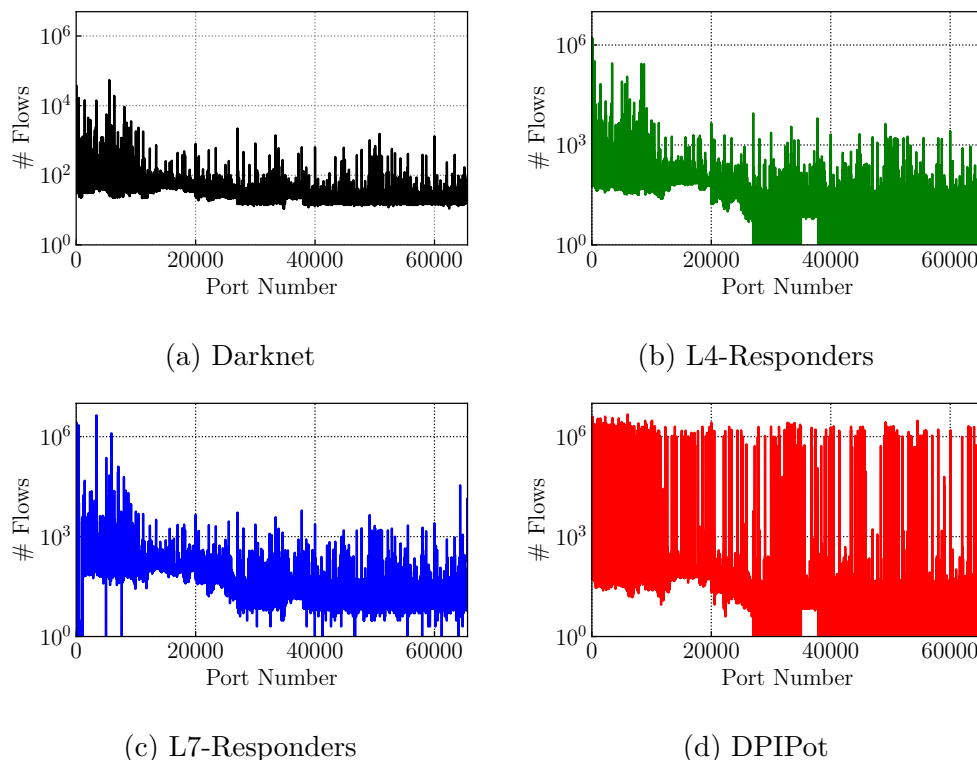 10^6
10^4
10^2
10^0
# Flows
0 20000 40000 60000
Port Number
(a) Darknet
10^6
10^3
10^0
# Flows
0 20000 40000 60000
Port Number
(b) L4-Responders
10^6
10^3
10^0
# Flows
0 20000 40000 60000
Port Number
(c) L7-Responders
10^6
10^3
10^0
# Flows
0 20000 40000 60000
Port Number
(d) DPIPot